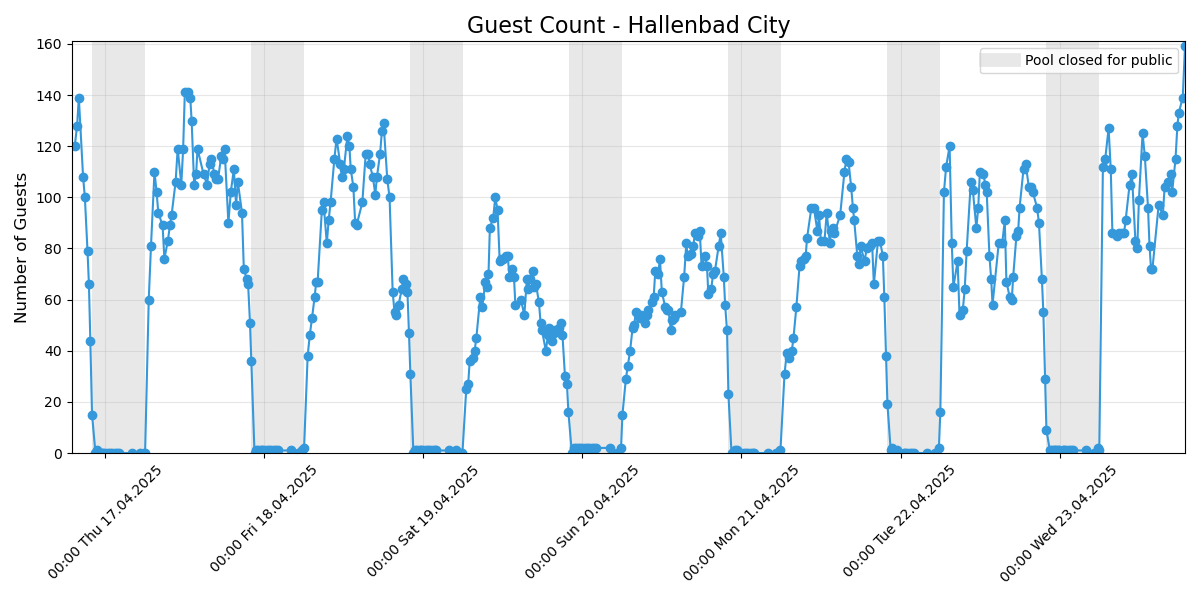 Guest Count - Hallenbad City
Pool closed for public
Number of Guests
160
140
120
100
80
60
40
20
0
00:00 Thu 17.04.2025
00:00 Fri 18.04.2025
00:00 Sat 19.04.2025
00:00 Sun 20.04.2025
00:00 Mon 21.04.2025
00:00 Tue 22.04.2025
00:00 Wed 23.04.2025